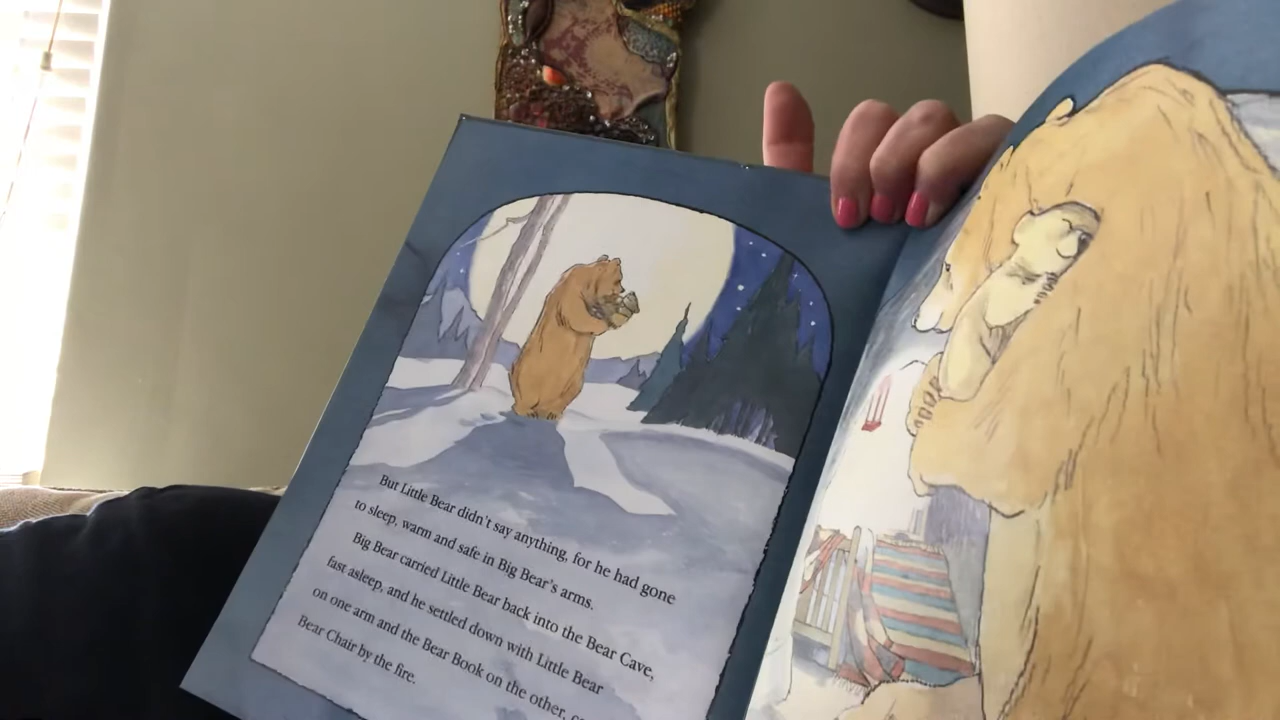 But Little Bear didn't say anything, for he had gone
to sleep, warm and safe in Big Bear's arms.
Big Bear carried Little Bear back into the Bear Cave,
fast asleep, and he settled down with Little Bear
on one arm and the Bear Book on the other,
Bear Chair by the fire.